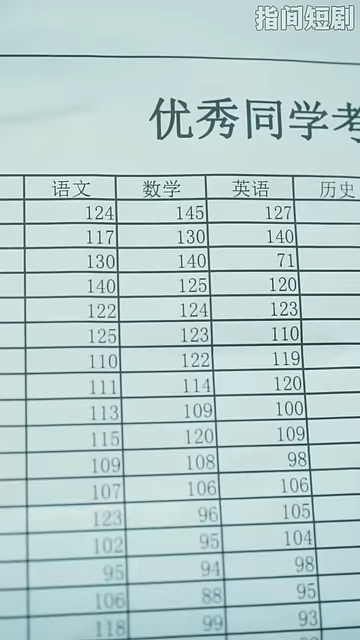 指间短剧
优秀同学考
语文 数学 英语 历史
124 145 127
117 130 140
130 140 71
140 125 120
122 124 123
125 123 110
110 122 119
111 114 120
113 109 100
115 120 109
109 108 98
107 106 106
123 96 105
102 95 104
95 94 98
106 88 95
118 99 93